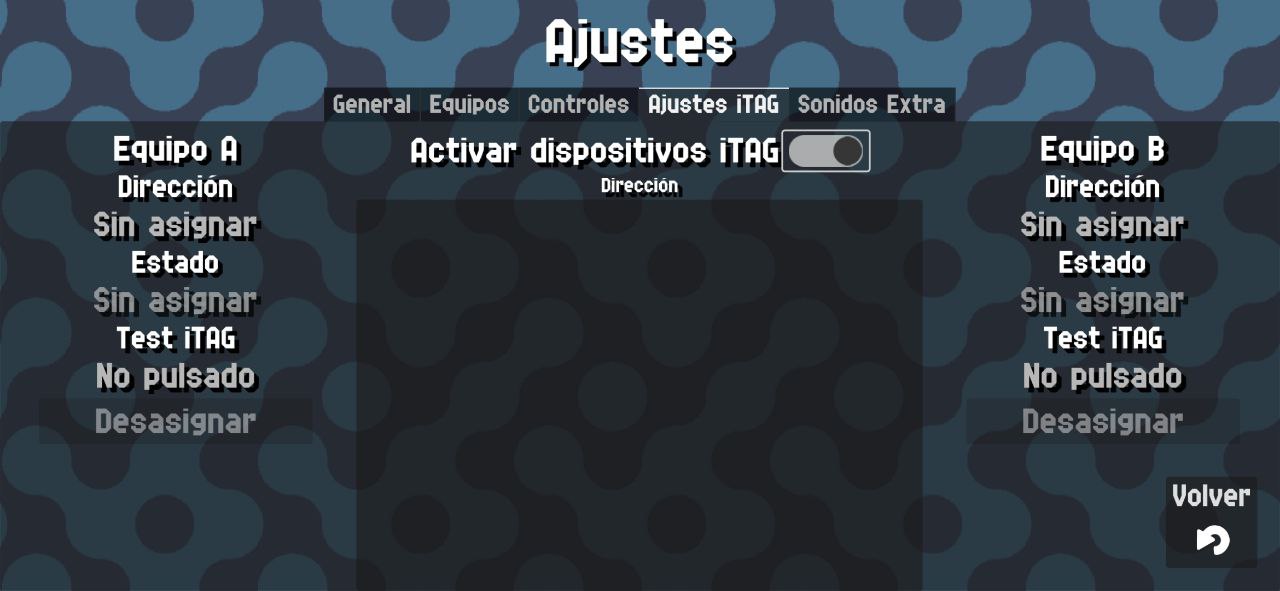 Ajustes
General Equipos Controles Ajustes iTAG Sonidos Extra
Equipo A
Dirección
Sin asignar
Estado
Sin asignar
Test iTAG
No pulsado
Desasignar
Activar dispositivos iTAG
Dirección
Equipo B
Dirección
Sin asignar
Estado
Sin asignar
Test iTAG
No pulsado
Desasignar
Volver